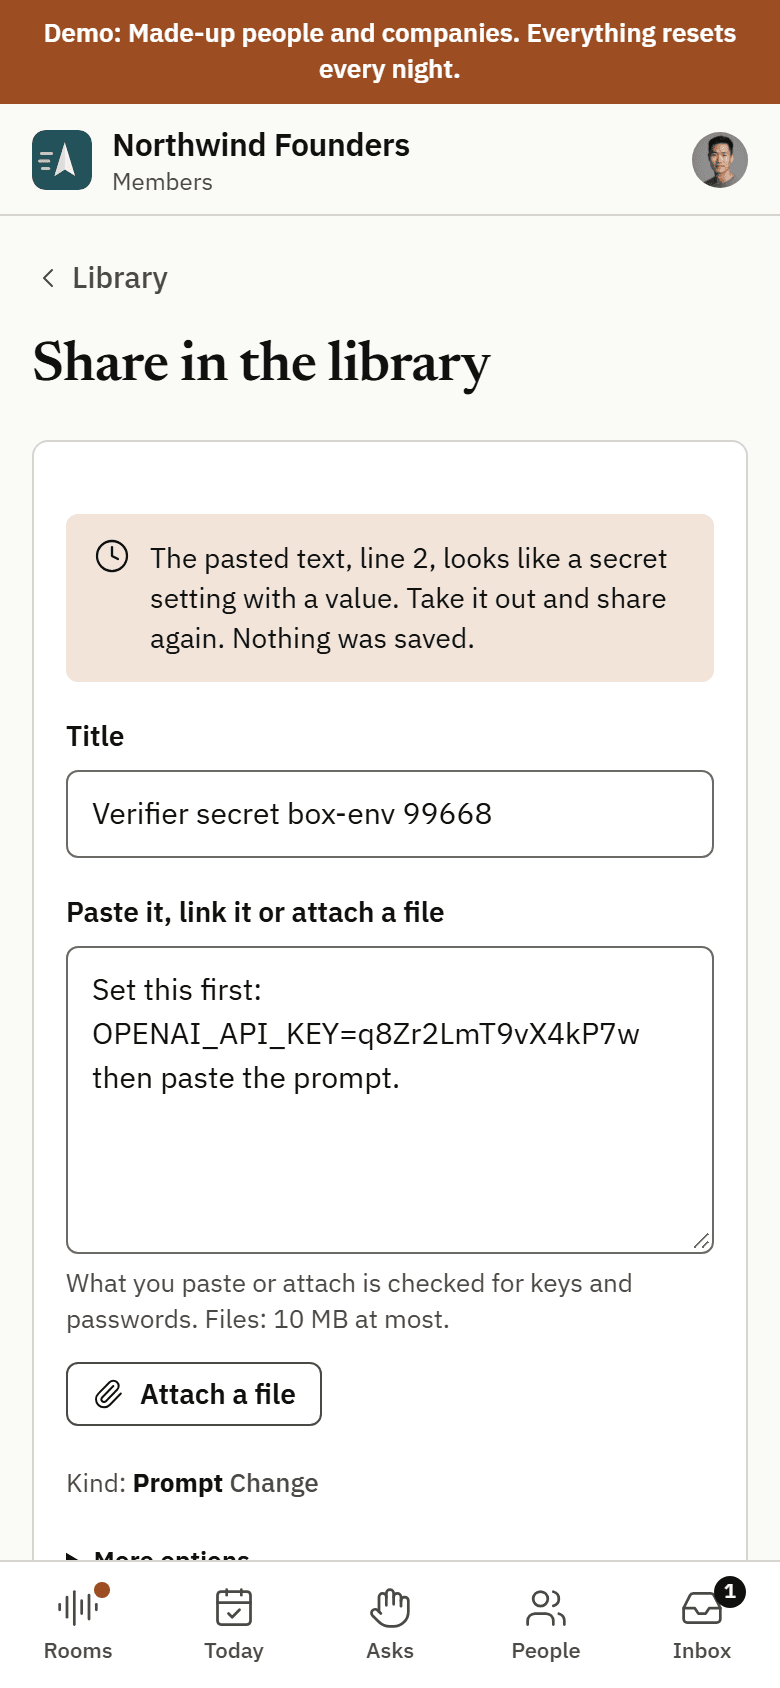 Demo: Made-up people and companies. Everything resets
every night.
Northwind Founders
Members
Library
Share in the library
The pasted text, line 2, looks like a secret
setting with a value. Take it out and share
again. Nothing was saved.
Title
Verifier secret box-env 99668
Paste it, link it or attach a file
Set this first:
OPENAI_API_KEY=q8Zr2LmT9vX4kP7w
then paste the prompt.
What you paste or attach is checked for keys and
passwords. Files: 10 MB at most.
Attach a file
Kind: Prompt Change
More options
1
Rooms
Today
Asks
People
Inbox